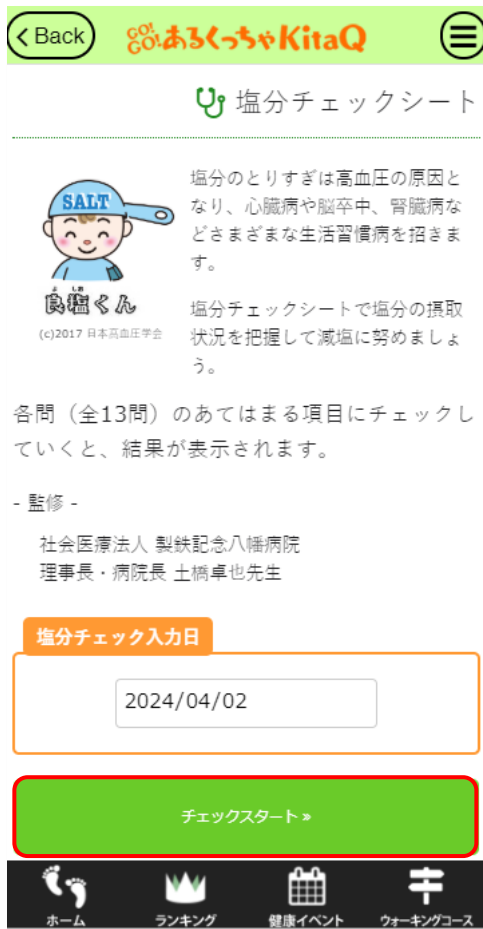 Back
GO!
GO!あるくっちゃKitaQ
塩分チェックシート
SALT
よ しお
良塩くん
(c)2017 日本高血圧学会
塩分のとりすぎは高血圧の原因と
なり、心臓病や脳卒中、腎臓病な
どさまざまな生活習慣病を招きま
す。
塩分チェックシートで塩分の摂取
状況を把握して減塩に努めましょ
う。
各問（全13問）のあてはまる項目にチェックし
ていくと、結果が表示されます。
- 監修 -
社会医療法人 製鉄記念八幡病院
理事長・病院長 土橋卓也先生
塩分チェック入力日
2024/04/02
チェックスタート »
ホーム
ランキング
健康イベント
ウォーキングコース